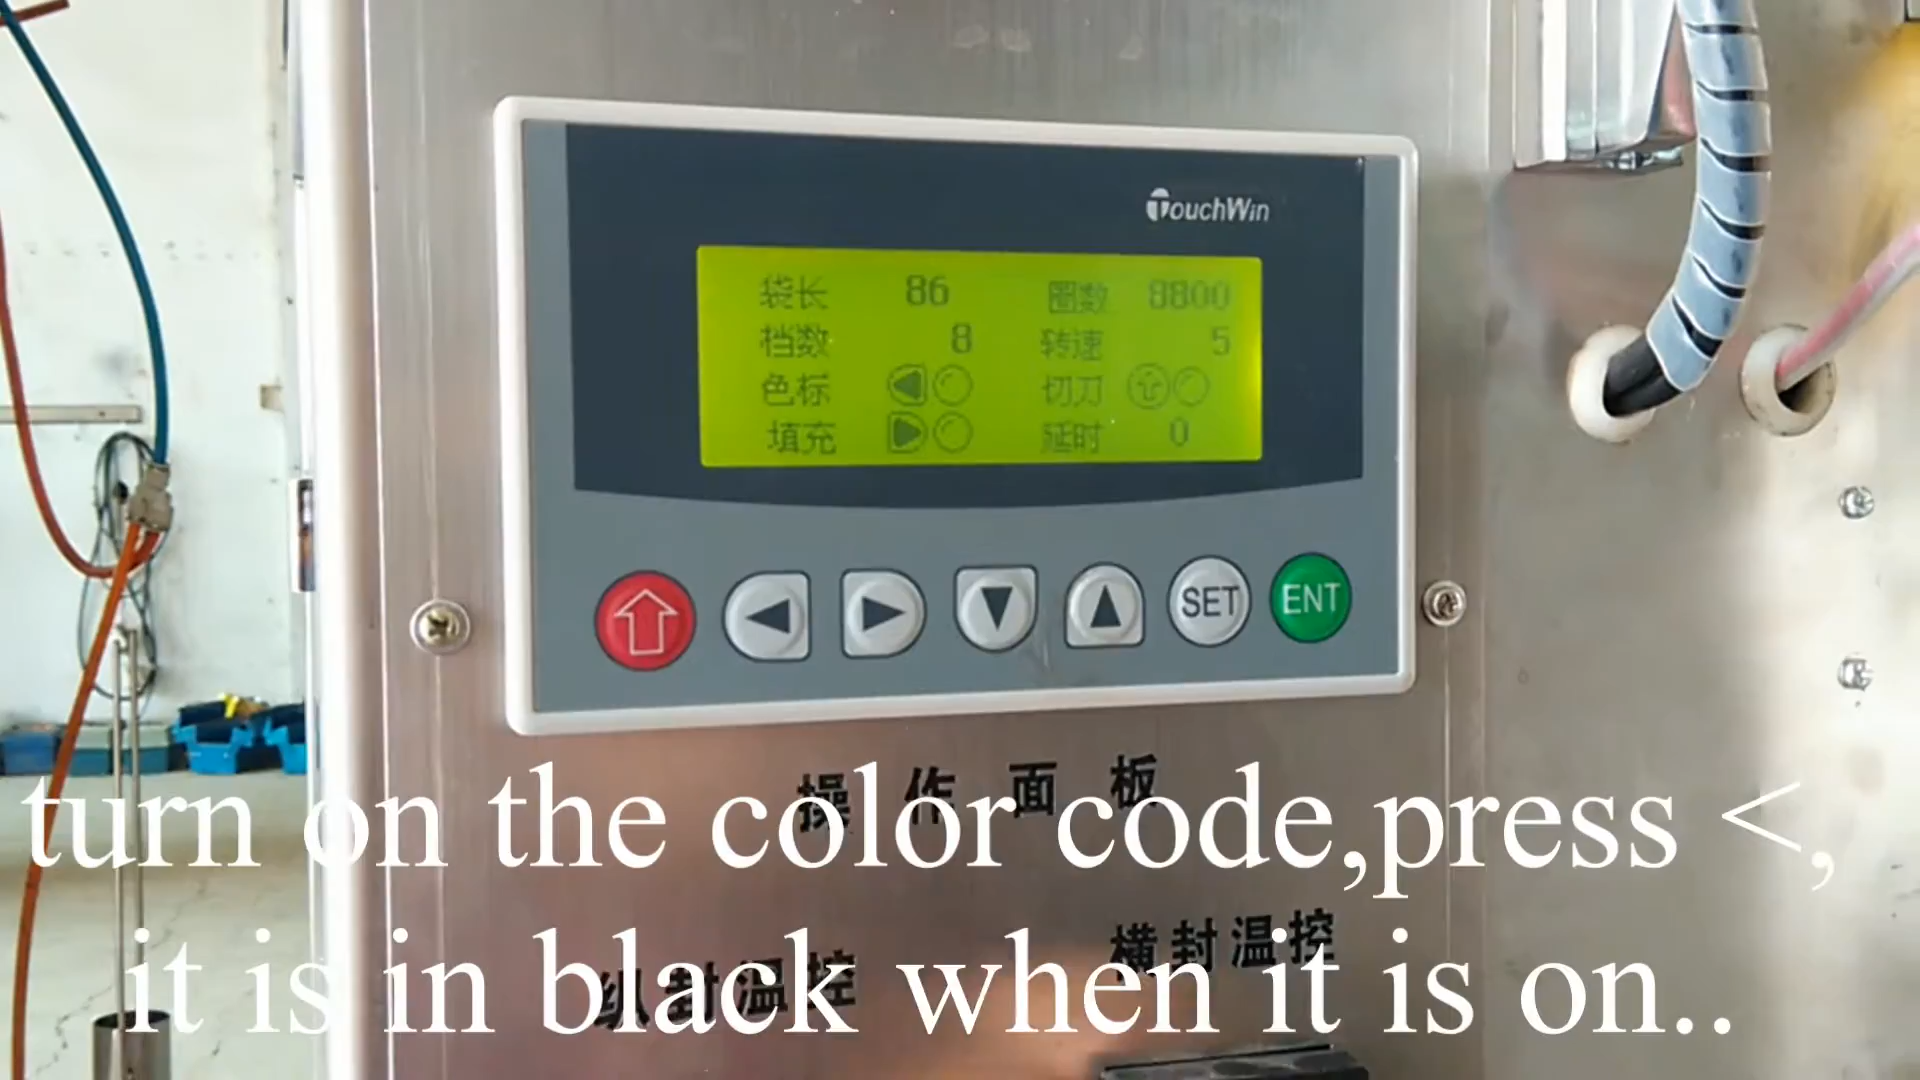 TouchWin
袋长 86 圈数 8800
档数 8 转速 5
色标 切刀
填充 延时 0
SET ENT
操作面板
turn on the color code,press <,
纵封温控 横封温控
it is in black when it is on..